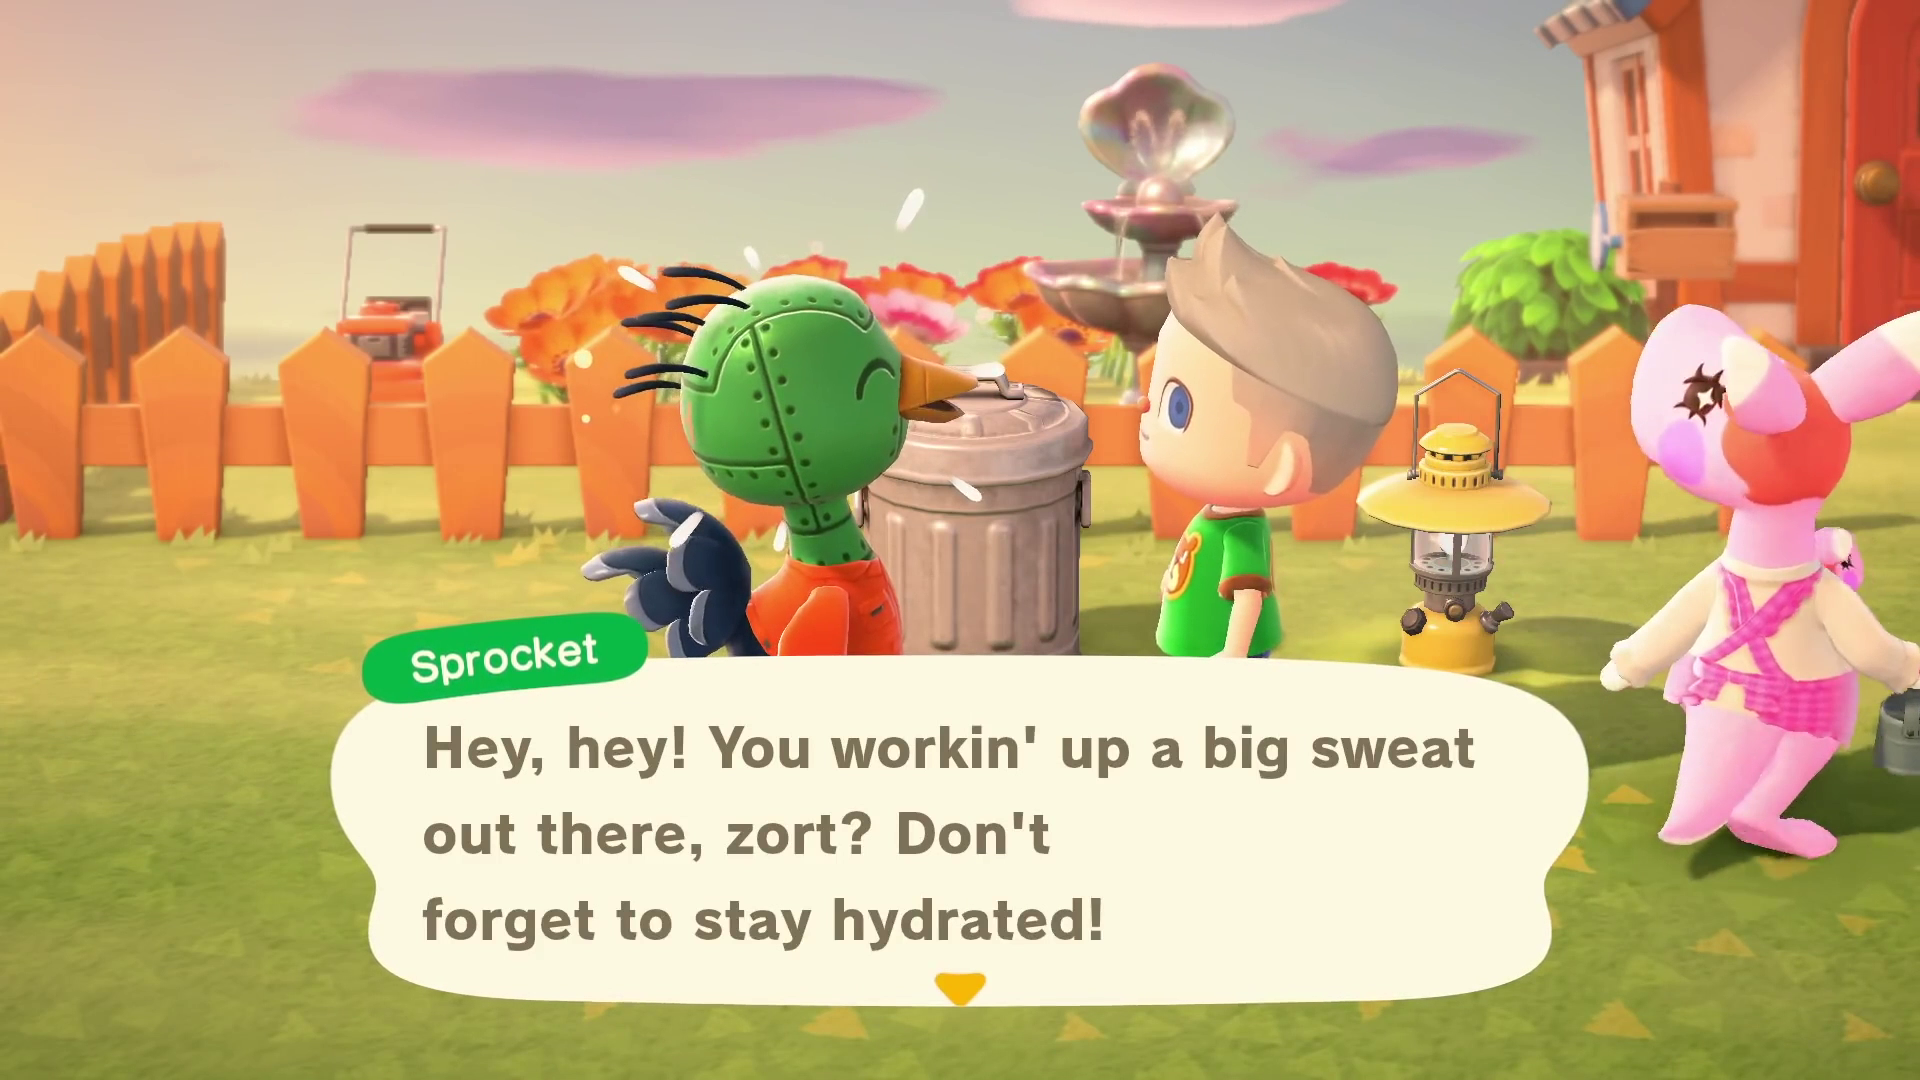 Sprocket
Hey, hey! You workin' up a big sweat
out there, zort? Don't
forget to stay hydrated!